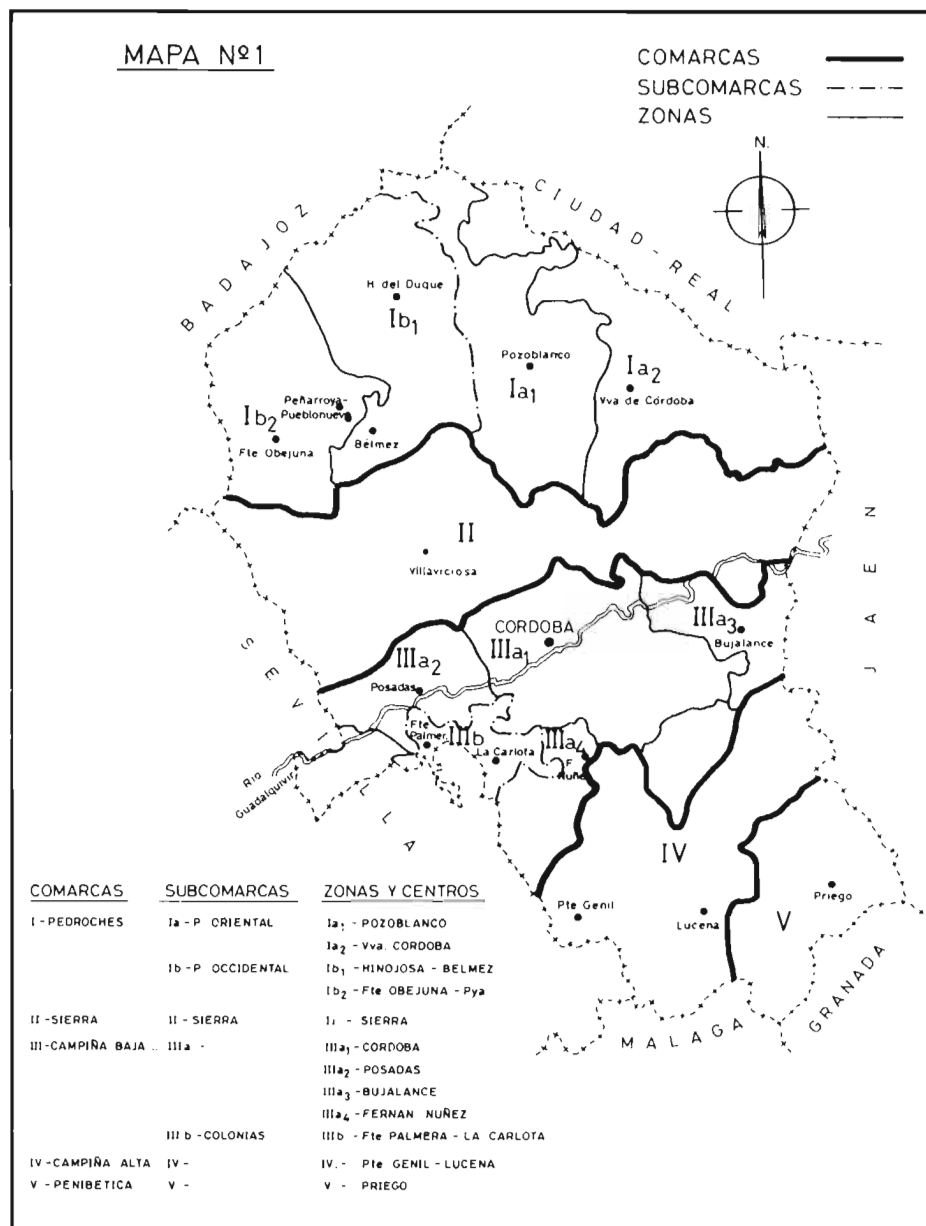 MAPA Nº1
COMARCAS
SUBCOMARCAS
ZONAS
N.
BADAJOZ
CIUDAD-REAL
JAEN
SEVILLA
MALAGA
GRANADA
H. del Duque
Ib1
Pozoblanco
Ia1
Ia2
Vva de Córdoba
Peñarroya-
Pueblonuevo
Ib2
Fte Obejuna
Bélmez
II
Villaviciosa
CORDOBA
IIIa1
IIIa3
Bujalance
IIIa2
Posadas
Fte
Palmer.
IIIb
La Carlota
IIIa4
F.
Nuñe
Rio
Guadalquivir
IV
Pte Genil
Lucena
V
Priego
COMARCAS SUBCOMARCAS ZONAS Y CENTROS
I-PEDROCHES Ia-P ORIENTAL Ia1 - POZOBLANCO
Ia2 - Vva. CORDOBA
Ib-P OCCIDENTAL Ib1 - HINOJOSA - BELMEZ
Ib2 - Fte OBEJUNA - Pya
II-SIERRA II - SIERRA II - SIERRA
III-CAMPIÑA BAJA .. IIIa - IIIa1 - CORDOBA
IIIa2 - POSADAS
IIIa3 - BUJALANCE
IIIa4 - FERNAN NUÑEZ
III b -COLONIAS IIIb - Fte PALMERA - LA CARLOTA
IV-CAMPIÑA ALTA IV - IV.- Pte GENIL - LUCENA
V - PENIBETICA V - V - PRIEGO